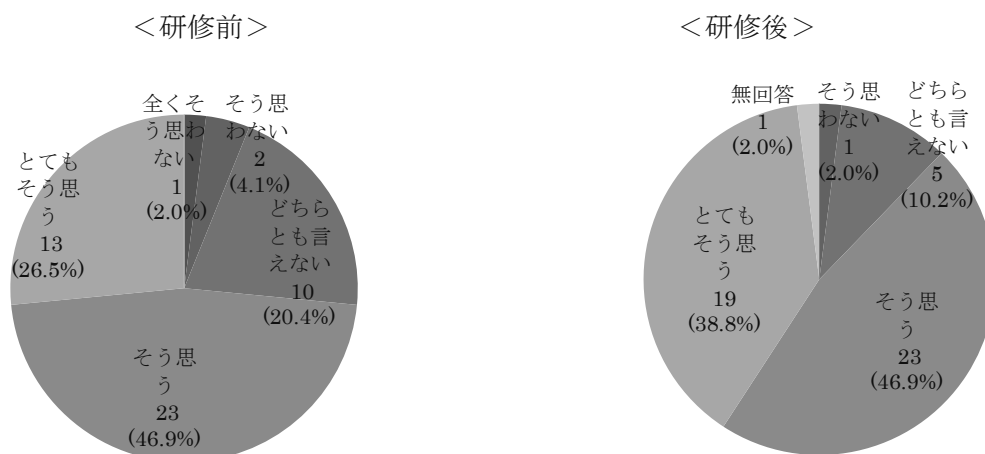 ＜研修前＞
全くそ
う思わ
ない
1
(2.0%)
そう思
わない
2
(4.1%)
どちら
とも言
えない
10
(20.4%)
そう思
う
23
(46.9%)
とても
そう思
う
13
(26.5%)
＜研修後＞
無回答
1
(2.0%)
そう思
わない
1
(2.0%)
どちら
とも言
えない
5
(10.2%)
そう思
う
23
(46.9%)
とても
そう思
う
19
(38.8%)